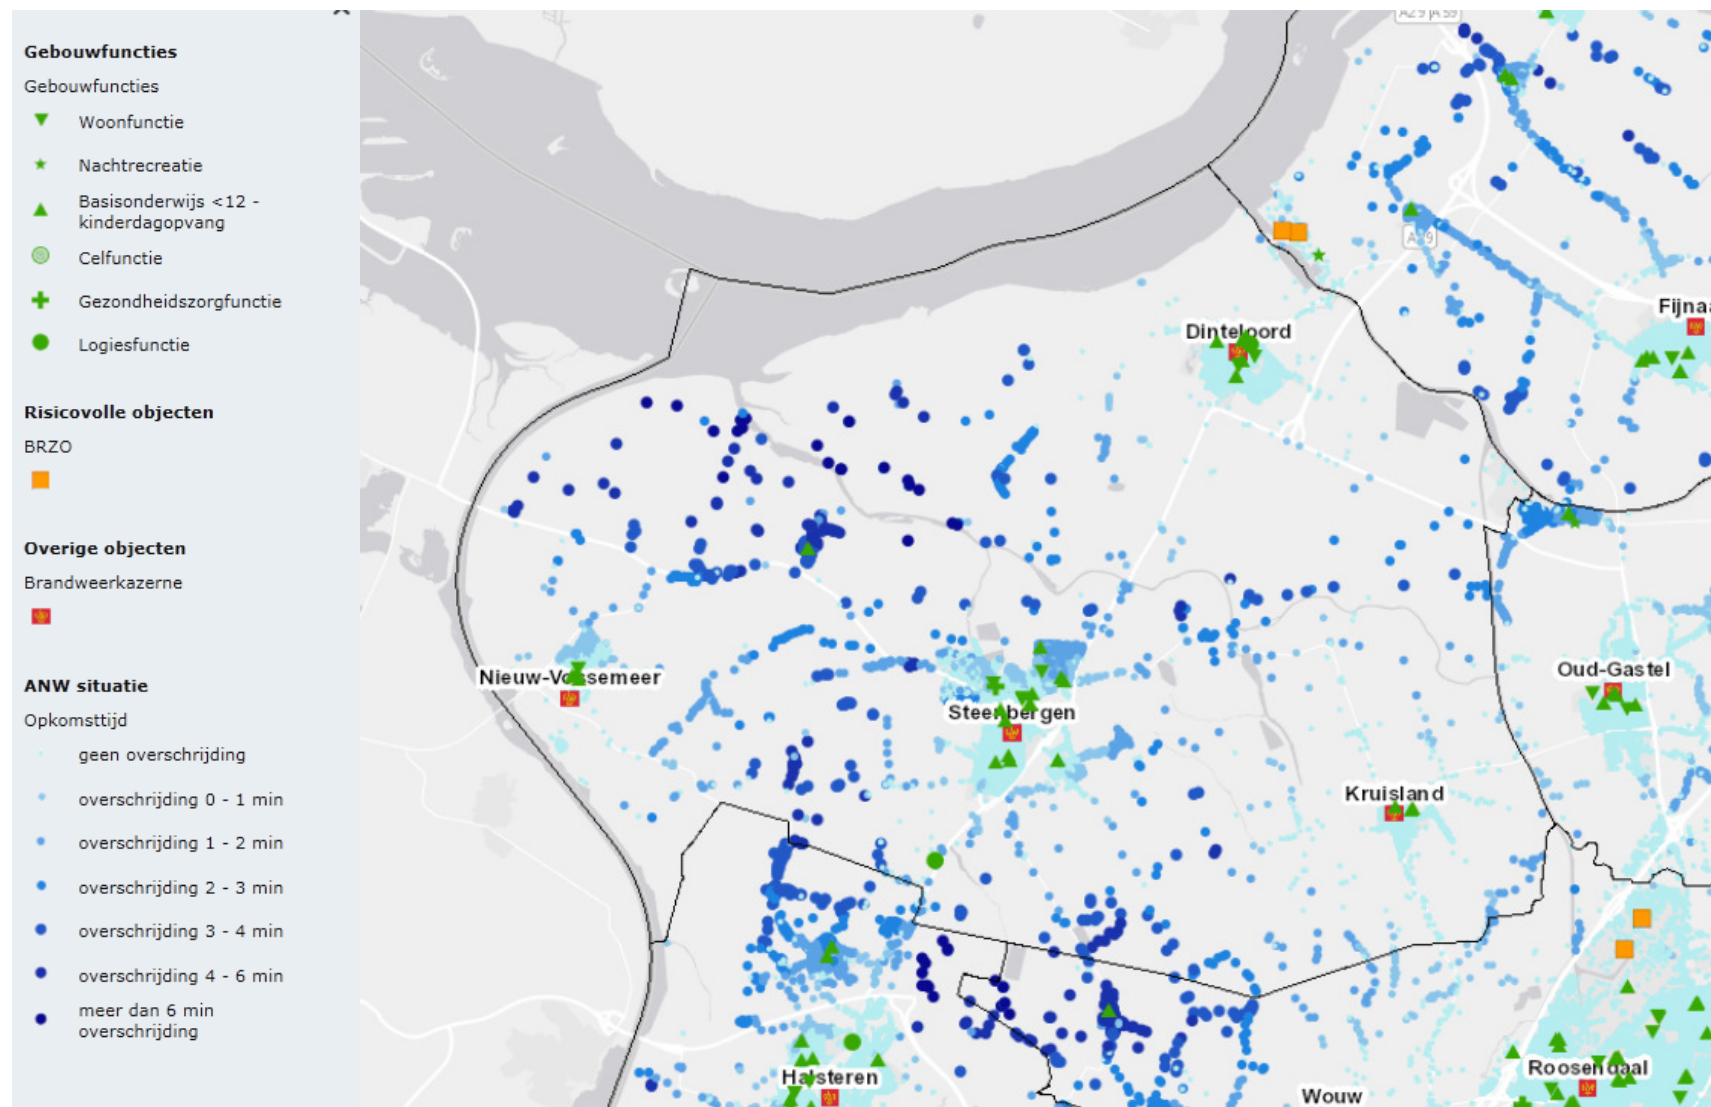 Gebouwfuncties
Gebouwfuncties
Woonfunctie
Nachtrecreatie
Basisonderwijs <12 -
kinderdagopvang
Celfunctie
Gezondheidszorgfunctie
Logiesfunctie
Risicovolle objecten
BRZO
Overige objecten
Brandweerkazerne
ANW situatie
Opkomsttijd
geen overschrijding
overschrijding 0 - 1 min
overschrijding 1 - 2 min
overschrijding 2 - 3 min
overschrijding 3 - 4 min
overschrijding 4 - 6 min
meer dan 6 min
overschrijding
A29 A59
A29
Fijnaa
Dinteloord
Nieuw-Vossemeer
Oud-Gastel
Steenbergen
Kruisland
Roosendaal
Halsteren
Wouw